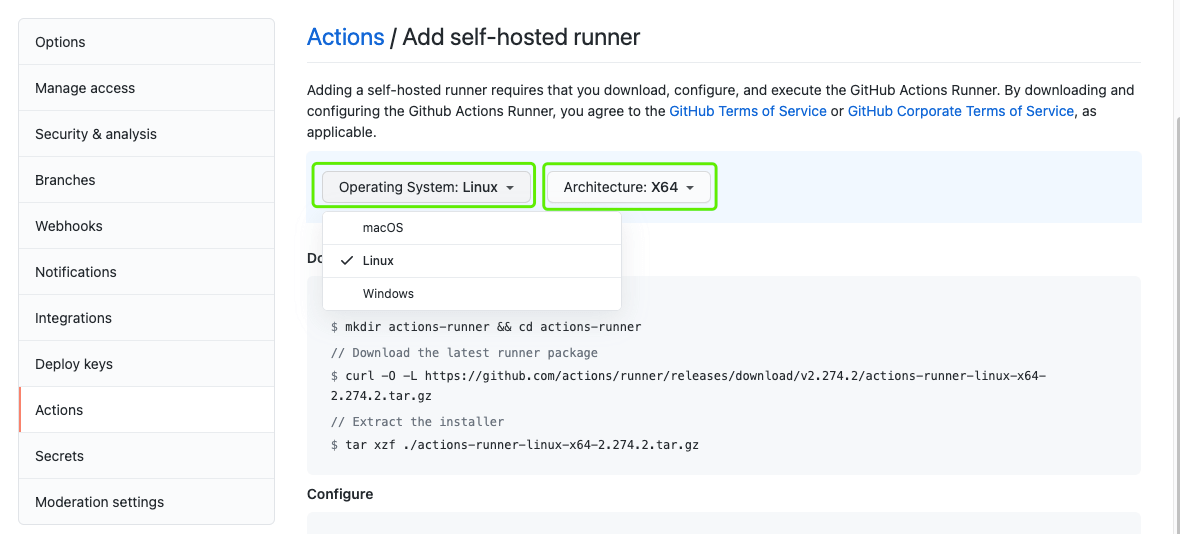 Options
Manage access
Security & analysis
Branches
Webhooks
Notifications
Integrations
Deploy keys
Actions
Secrets
Moderation settings
Actions / Add self-hosted runner
Adding a self-hosted runner requires that you download, configure, and execute the GitHub Actions Runner. By downloading and
configuring the Github Actions Runner, you agree to the GitHub Terms of Service or GitHub Corporate Terms of Service, as
applicable.
Operating System: Linux
Architecture: X64
macOS
Linux
Windows
$ mkdir actions-runner && cd actions-runner
// Download the latest runner package
$ curl -O -L https://github.com/actions/runner/releases/download/v2.274.2/actions-runner-linux-x64-
2.274.2.tar.gz
// Extract the installer
$ tar xzf ./actions-runner-linux-x64-2.274.2.tar.gz
Configure